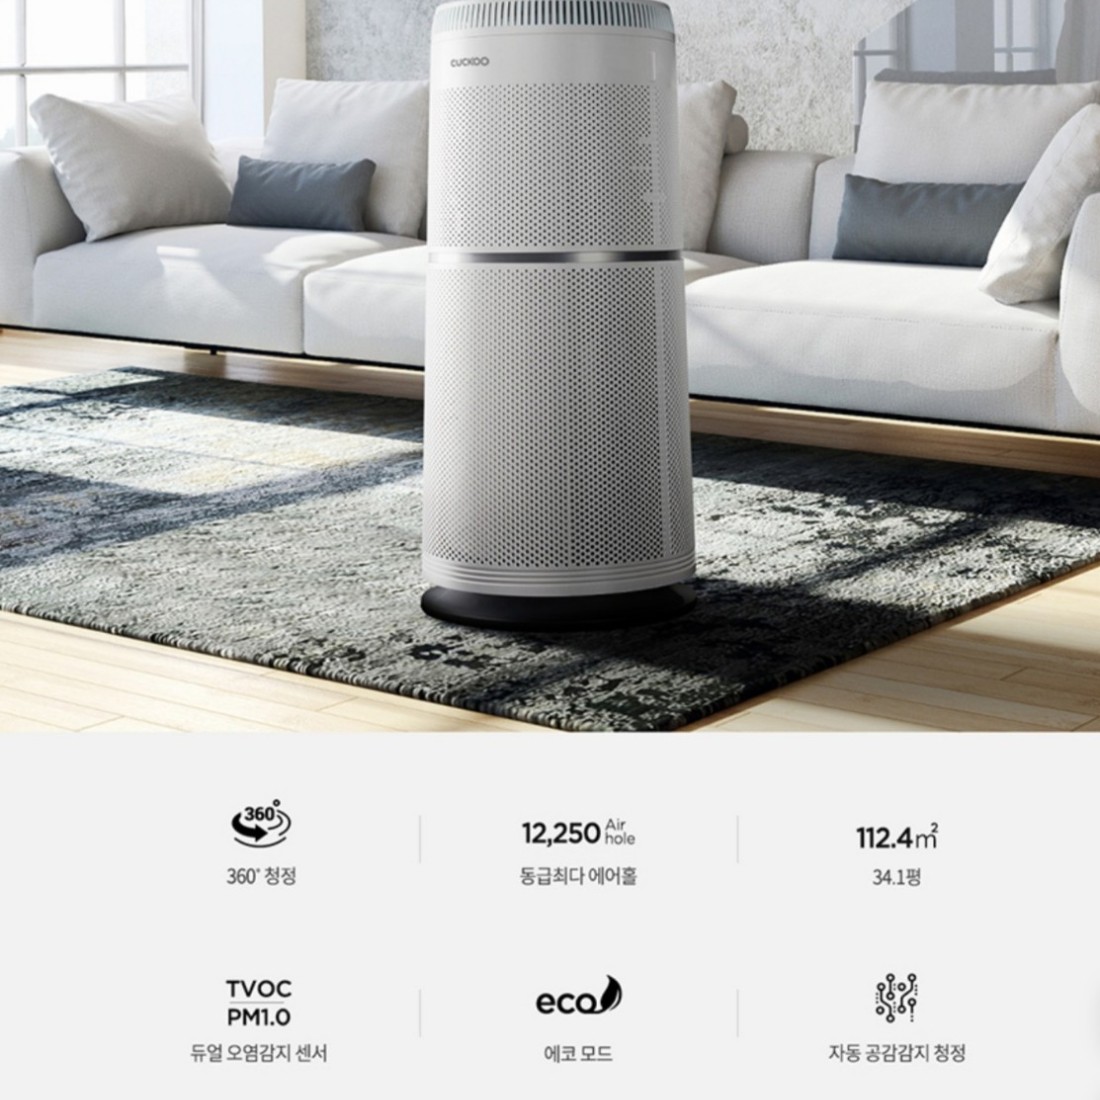 CUCKOO
360°
360° 청정
12,250 Air hole
동급최다 에어홀
112.4㎡
34.1평
TVOC
PM1.0
듀얼 오염감지 센서
eco
에코 모드
자동 공감감지 청정